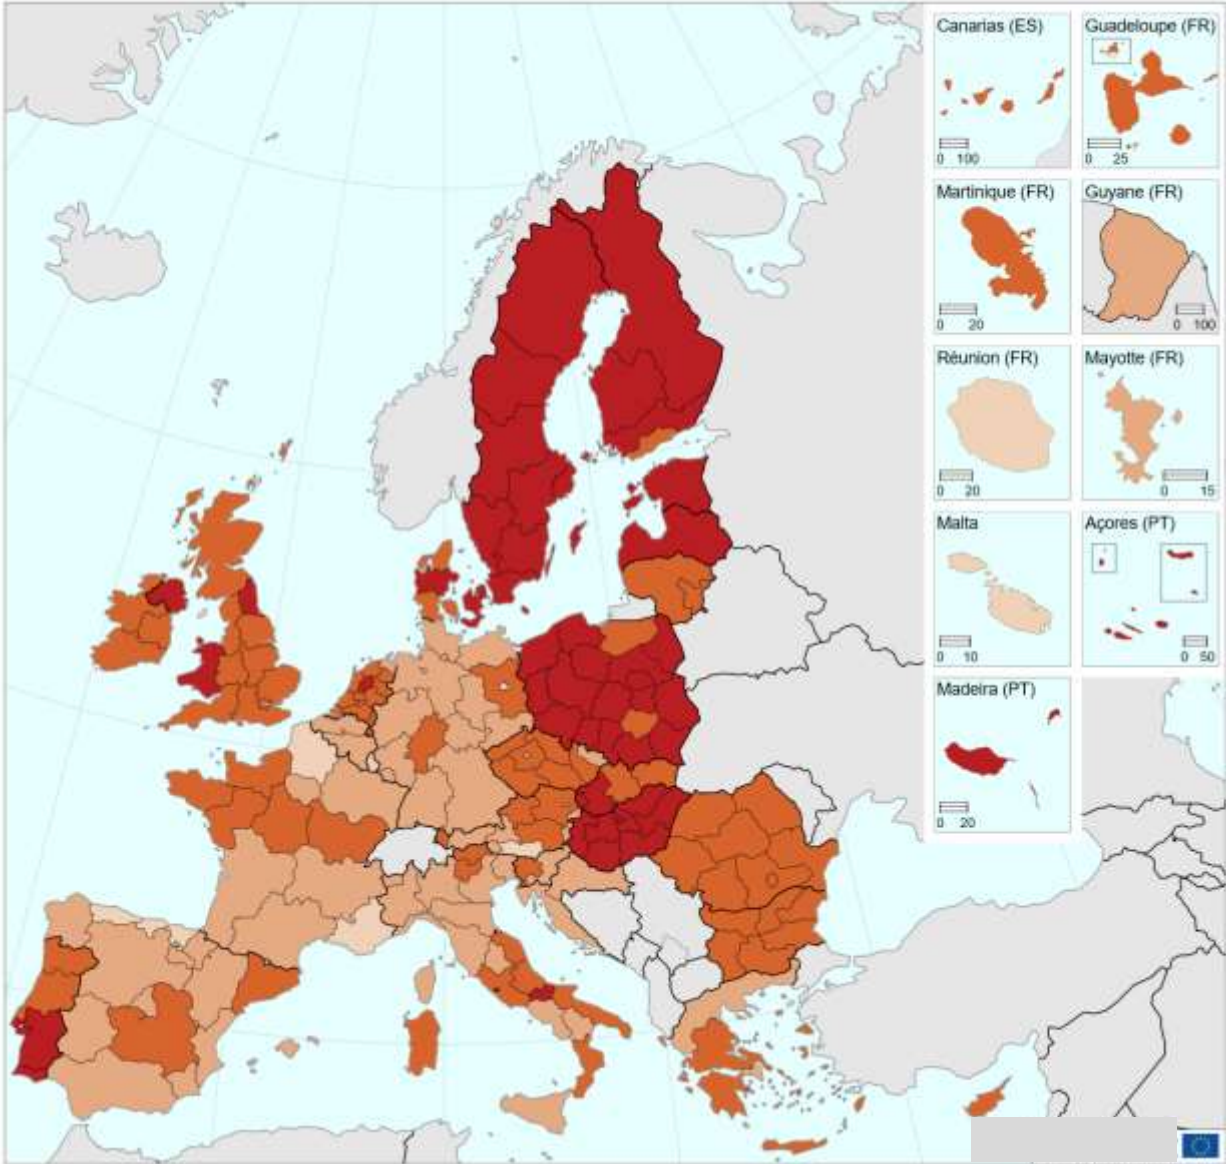 Canarias (ES)
0 100
Guadeloupe (FR)
0 25
Martinique (FR)
0 20
Guyane (FR)
0 100
Réunion (FR)
0 20
Mayotte (FR)
0 15
Malta
0 10
Açores (PT)
0 50
Madeira (PT)
0 20